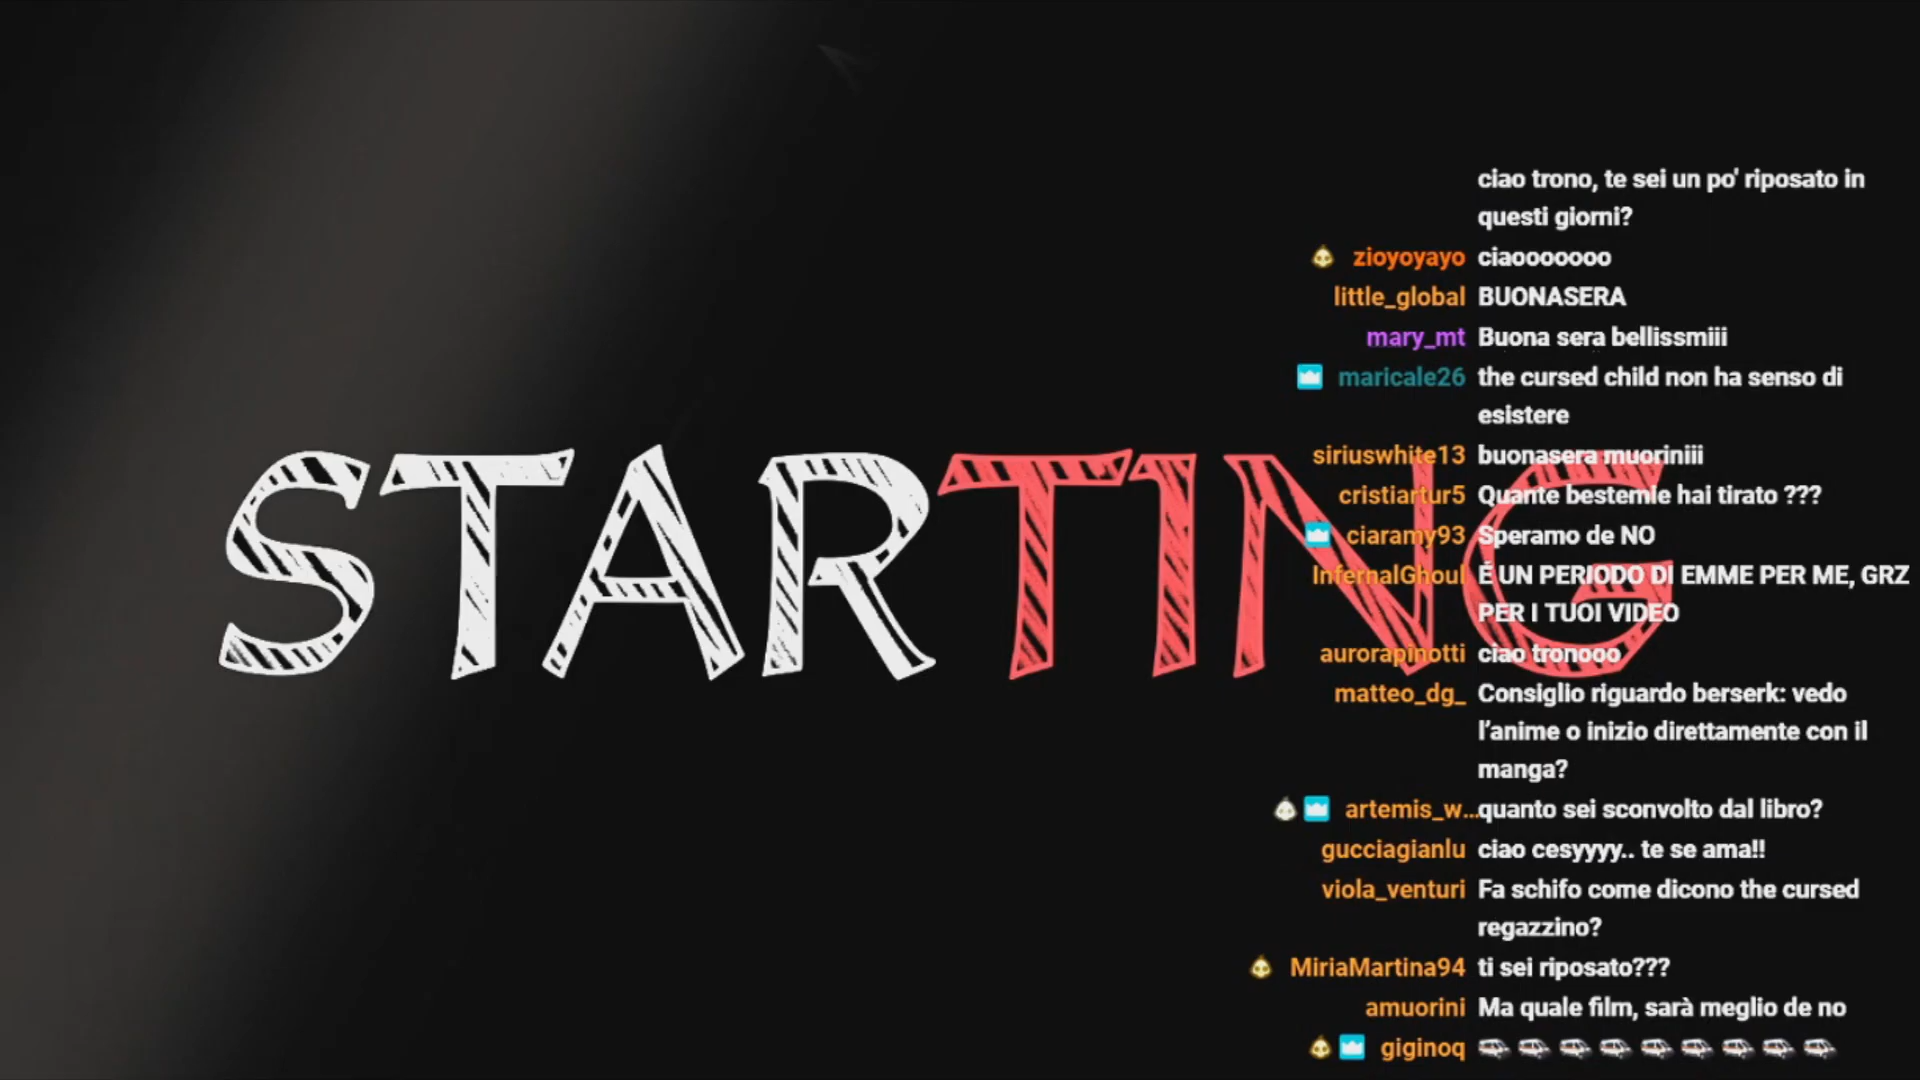 ciao trono, te sei un po' riposato in
questi giorni?
zioyoyayo ciaoooooooo
little_global BUONASERA
mary_mt Buona sera bellissmiii
maricale26 the cursed child non ha senso di
esistere
STARTING
siriuswhite13 buonasera muoriniii
cristiartur5 Quante bestemie hai tirato ???
ciaramy93 Speramo de NO
InfernalGhoul É UN PERIODO DI EMME PER ME, GRZ
PER I TUOI VIDEO
aurorapinotti ciao tronooo
matteo_dg_ Consiglio riguardo berserk: vedo
l’anime o inizio direttamente con il
manga?
artemis_w... quanto sei sconvolto dal libro?
gucciagianlu ciao cesyyyy.. te se ama!!
viola_venturi Fa schifo come dicono the cursed
regazzino?
MiriaMartina94 ti sei riposato???
amuorini Ma quale film, sarà meglio de no
giginoq